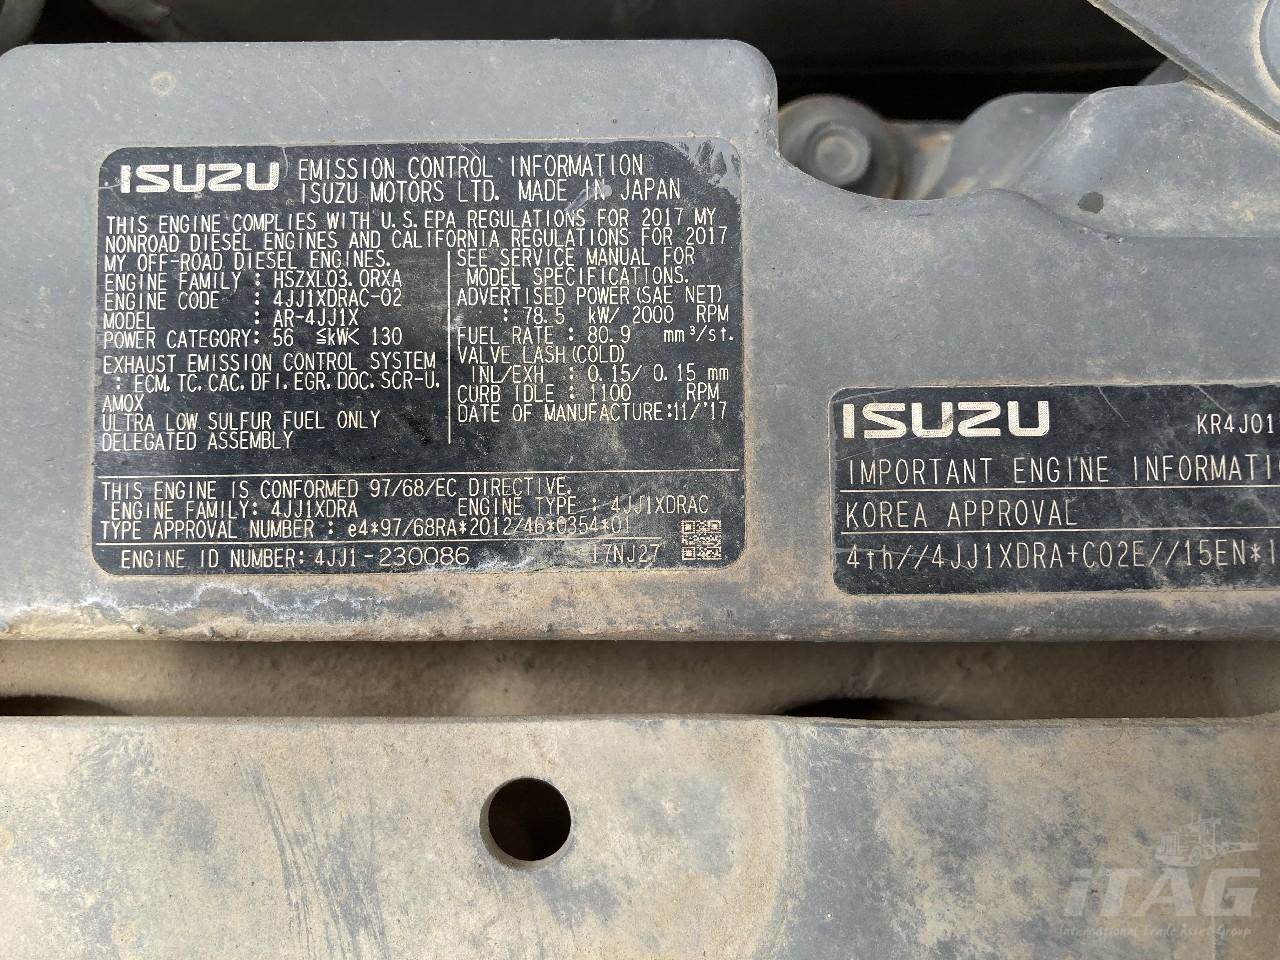 ISUZU EMISSION CONTROL INFORMATION
ISUZU MOTORS LTD. MADE IN JAPAN
THIS ENGINE COMPLIES WITH U.S.EPA REGULATIONS FOR 2017 MY
NONROAD DIESEL ENGINES AND CALIFORNIA REGULATIONS FOR 2017
MY OFF-ROAD DIESEL ENGINES.
ENGINE FAMILY : HSZXL03.0RXA
ENGINE CODE : 4JJ1XDRAC-02
MODEL : AR-4JJ1X
POWER CATEGORY: 56 ≦kW< 130
EXHAUST EMISSION CONTROL SYSTEM
: ECM,TC,CAC,DFI,EGR,DOC,SCR-U,
AMOX
ULTRA LOW SULFUR FUEL ONLY
DELEGATED ASSEMBLY
SEE SERVICE MANUAL FOR
MODEL SPECIFICATIONS.
ADVERTISED POWER(SAE NET)
: 78.5 kW/ 2000 RPM
FUEL RATE : 80.9 mm³/st.
VALVE LASH(COLD)
INL/EXH : 0.15/ 0.15 mm
CURB IDLE : 1100 RPM
DATE OF MANUFACTURE:11/'17
THIS ENGINE IS CONFORMED 97/68/EC DIRECTIVE.
ENGINE FAMILY: 4JJ1XDRA ENGINE TYPE : 4JJ1XDRAC
TYPE APPROVAL NUMBER : e4*97/68RA*2012/46*0354*01
ENGINE ID NUMBER: 4JJ1-230086 17NJ27
ISUZU KR4J01
IMPORTANT ENGINE INFORMATI
KOREA APPROVAL
4th//4JJ1XDRA+CO2E//15EN*I
iTAG
International Trade Asset Group